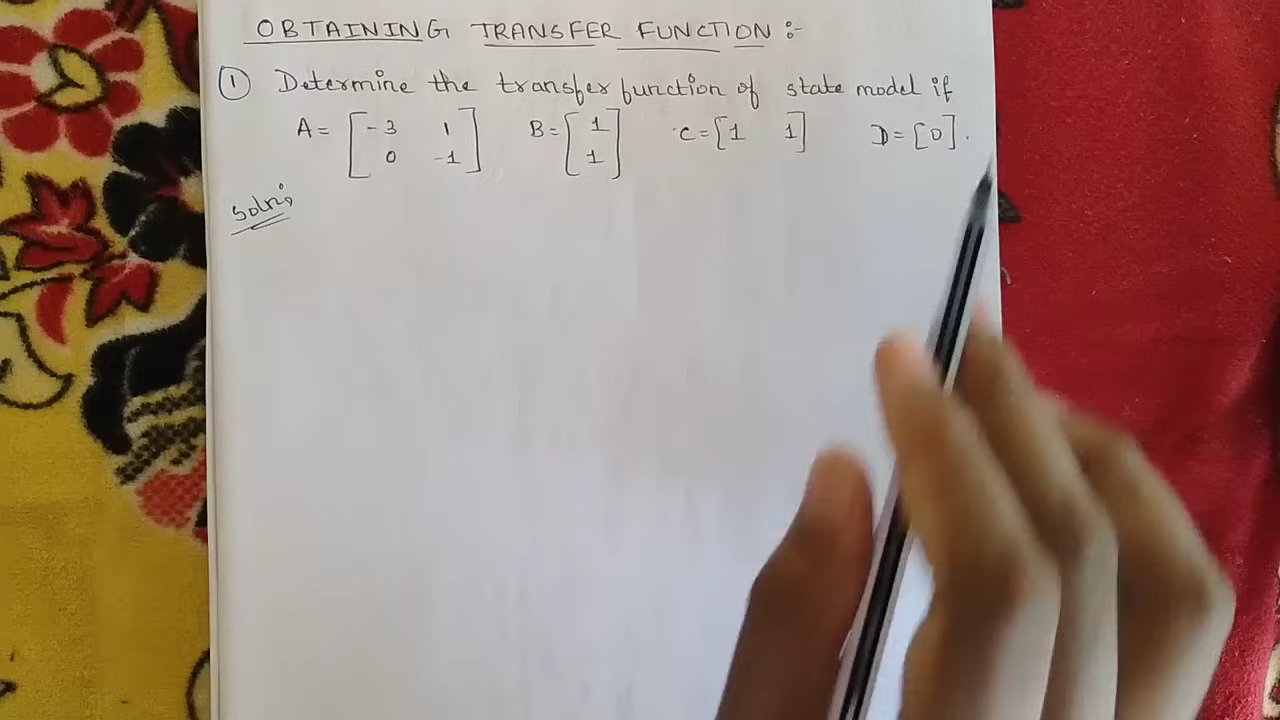 OBTAINING TRANSFER FUNCTION :-
① Determine the transfer function of state model if
A = [ -3 1 B = [ 1 C = [1 1] D = [0].
0 -1 ] 1 ]
Soln: